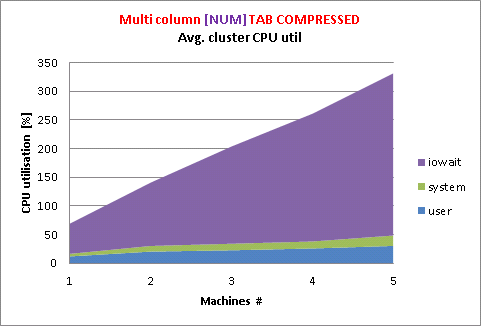 Multi column [NUM] TAB COMPRESSED
Avg. cluster CPU util
350
300
250
200
150
100
50
0
CPU utilisation [%]
1 2 3 4 5
Machines #
iowait
system
user